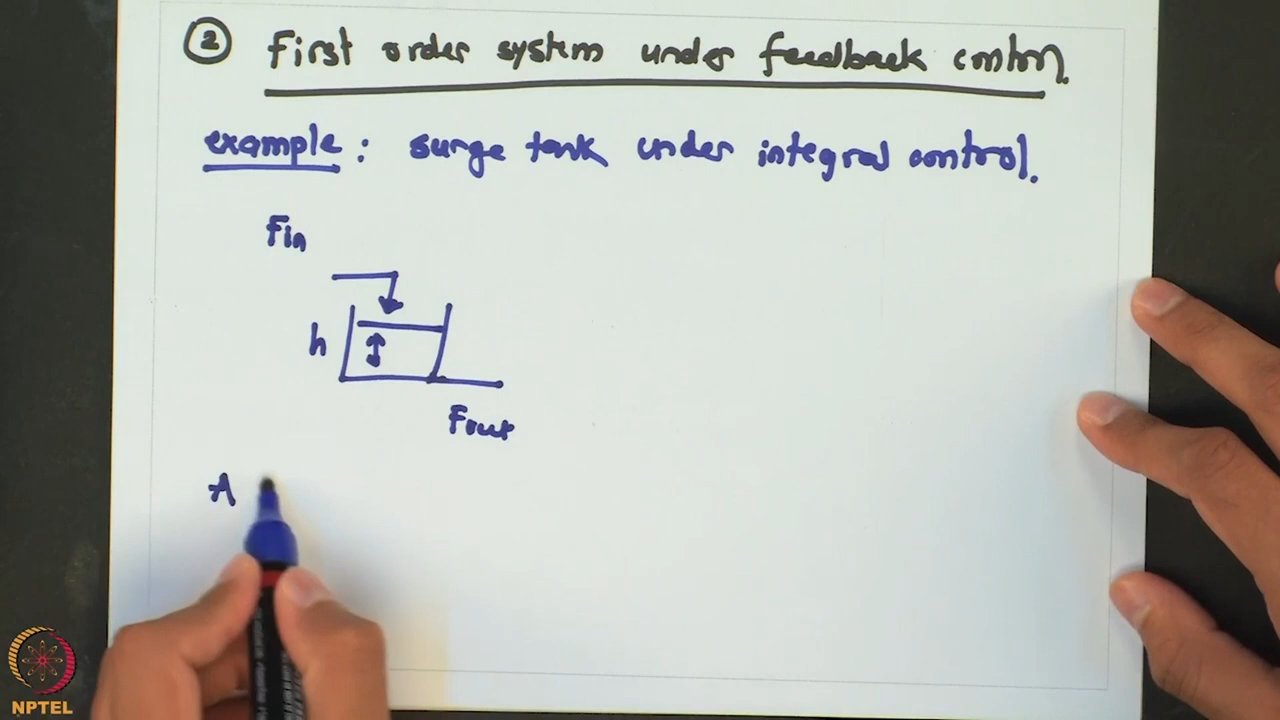 ② First order system under feedback control.
example : surge tank under integral control.
Fin
h
Fout
A
NPTEL